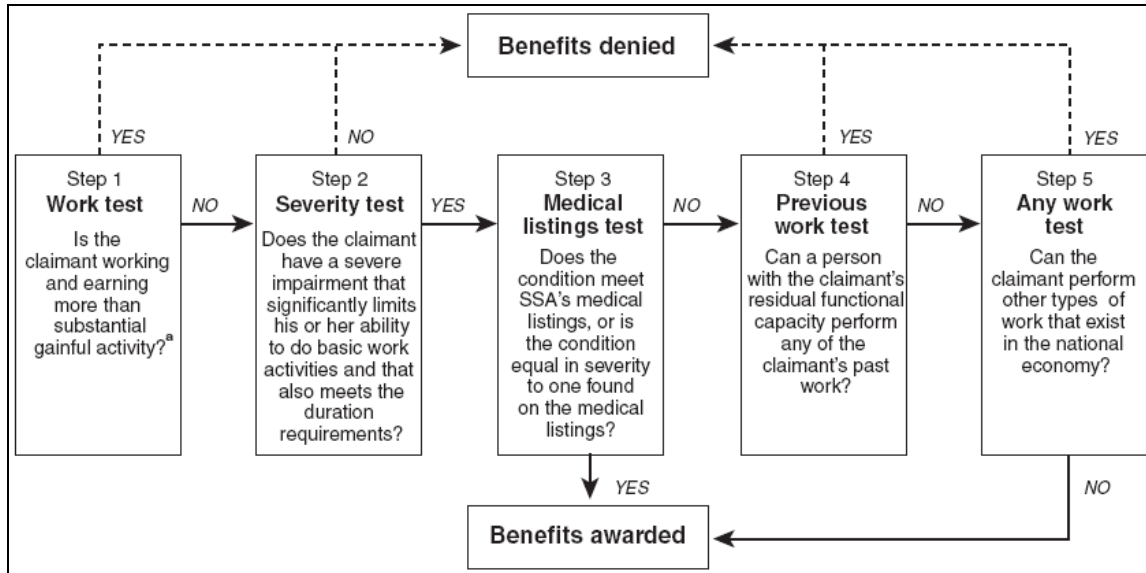 Benefits denied
YES
NO
YES
YES
Step 1
Work test
Is the
claimant working
and earning
more than
substantial
gainful activity?a
NO
Step 2
Severity test
Does the claimant
have a severe
impairment that
significantly limits
his or her ability
to do basic work
activities and that
also meets the
duration
requirements?
YES
Step 3
Medical
listings test
Does the
condition meet
SSA's medical
listings, or is
the condition
equal in severity
to one found
on the medical
listings?
NO
Step 4
Previous
work test
Can a person
with the claimant's
residual functional
capacity perform
any of the
claimant's past
work?
NO
Step 5
Any work
test
Can the
claimant perform
other types of
work that exist
in the national
economy?
YES
NO
Benefits awarded